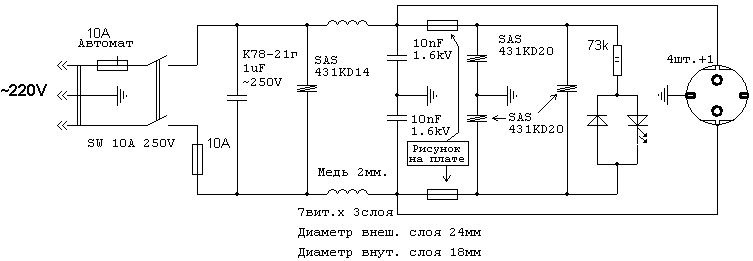 10A
Автомат
~220V
SW 10A 250V
10A
K78-21г
1uF
~250V
SAS
431KD14
10nF
1.6kV
10nF
1.6kV
SAS
431KD20
SAS
431KD20
73k
4шт.+1
Рисунок
на плате
Медь 2мм.
7вит.x 3слоя
Диаметр внеш. слоя 24мм
Диаметр внут. слоя 18мм